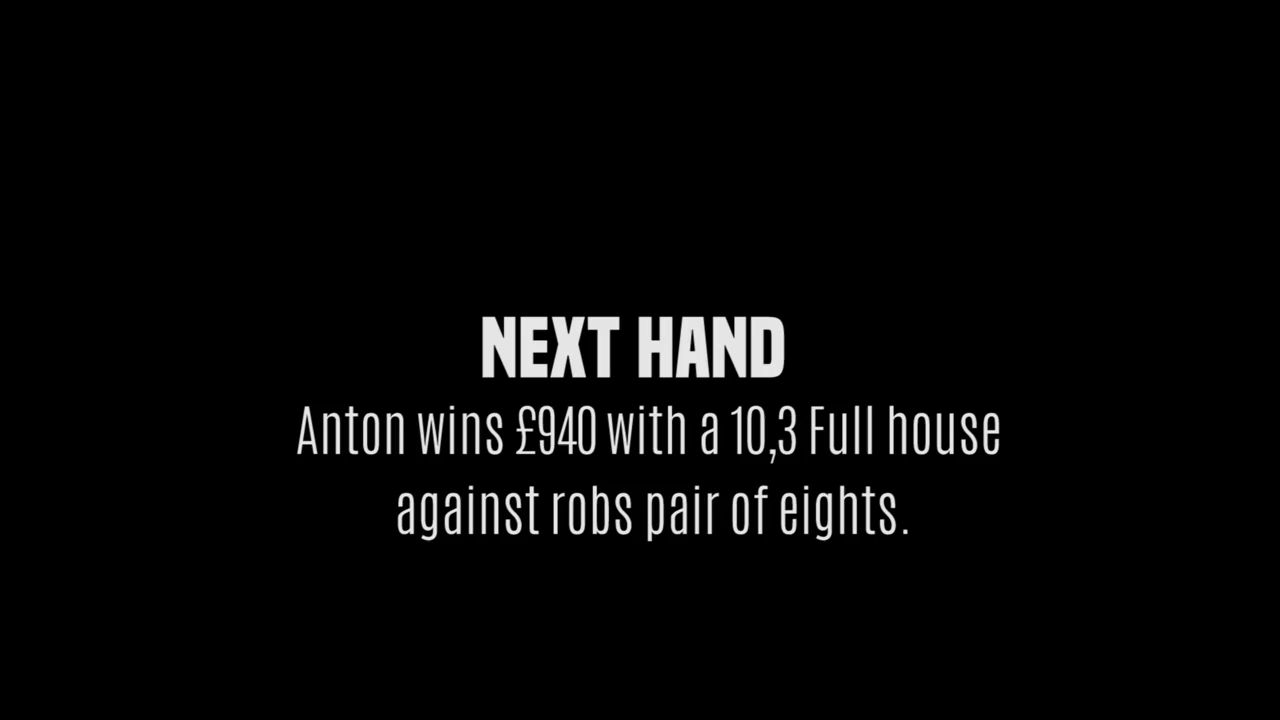 NEXT HAND
Anton wins £940 with a 10,3 Full house
against robs pair of eights.